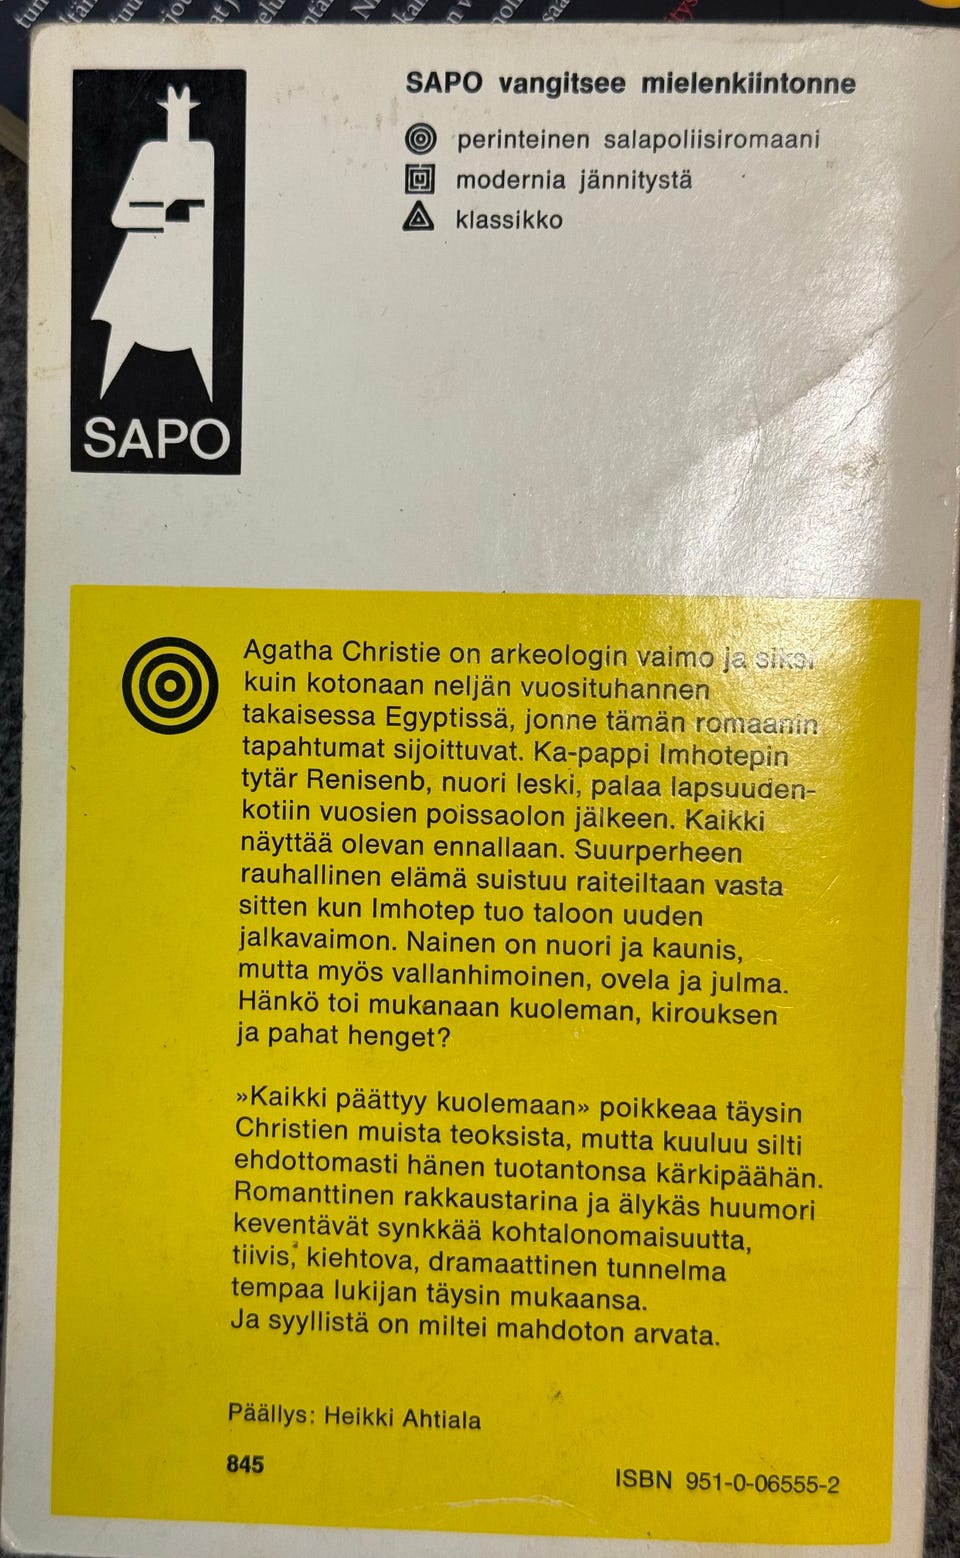 SAPO vangitsee mielenkiintonne
perinteinen salapoliisiromaani
modernia jännitystä
klassikko
SAPO
Agatha Christie on arkeologin vaimo ja siksi
kuin kotonaan neljän vuosituhannen
takaisessa Egyptissä, jonne tämän romaanin
tapahtumat sijoittuvat. Ka-pappi Imhotepin
tytär Renisenb, nuori leski, palaa lapsuuden-
kotiin vuosien poissaolon jälkeen. Kaikki
näyttää olevan ennallaan. Suurperheen
rauhallinen elämä suistuu raiteiltaan vasta
sitten kun Imhotep tuo taloon uuden
jalkavaimon. Nainen on nuori ja kaunis,
mutta myös vallanhimoinen, ovela ja julma.
Hänkö toi mukanaan kuoleman, kirouksen
ja pahat henget?
»Kaikki päättyy kuolemaan» poikkeaa täysin
Christien muista teoksista, mutta kuuluu silti
ehdottomasti hänen tuotantonsa kärkipäähän.
Romanttinen rakkaustarina ja älykäs huumori
keventävät synkkää kohtalonomaisuutta,
tiivis, kiehtova, dramaattinen tunnelma
tempaa lukijan täysin mukaansa.
Ja syyllistä on miltei mahdoton arvata.
Päällys: Heikki Ahtiala
845
ISBN 951-0-06555-2